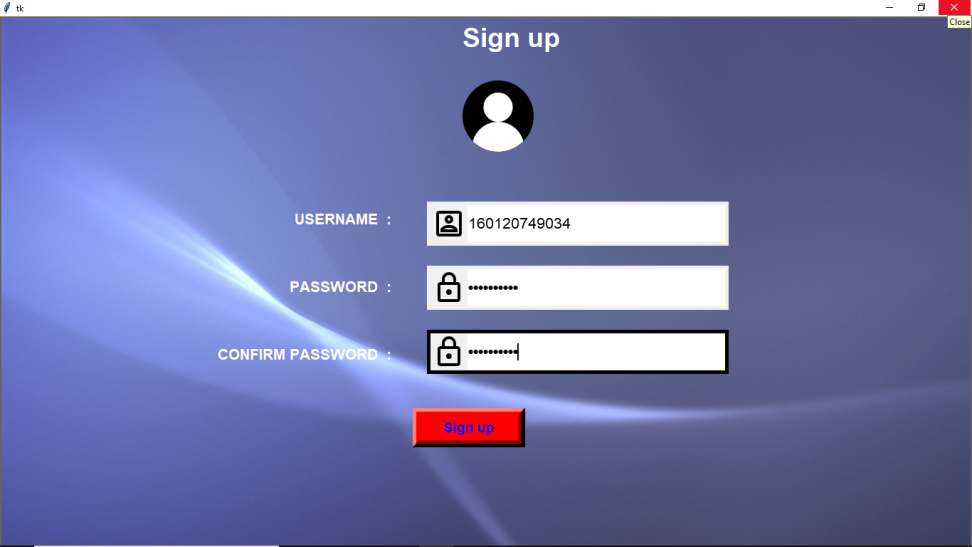 tk
Close
Sign up
USERNAME :
160120749034
PASSWORD :
••••••••••
CONFIRM PASSWORD :
••••••••••
Sign up